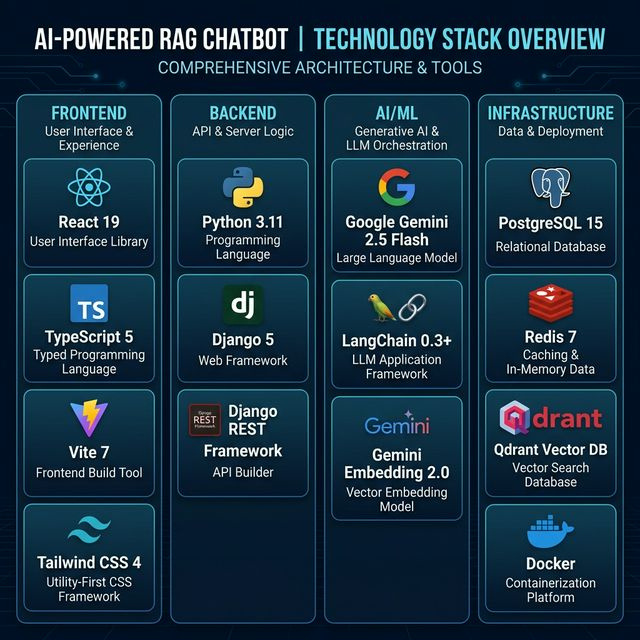 AI-POWERED RAG CHATBOT | TECHNOLOGY STACK OVERVIEW
COMPREHENSIVE ARCHITECTURE & TOOLS
FRONTEND
User Interface &
Experience
React 19
User Interface Library
TS
TypeScript 5
Typed Programming
Language
Vite 7
Frontend Build Tool
Tailwind CSS 4
Utility-First CSS
Framework
BACKEND
API & Server Logic
Python 3.11
Programming
Language
dj
Django 5
Web Framework
Django
REST
Framework
Django
REST
Framework
API Builder
AI/ML
Generative AI &
LLM Orchestration
Google Gemini
2.5 Flash
Large Language Model
LangChain 0.3+
LLM Application
Framework
Gemini
Gemini
Embedding 2.0
Vector Embedding
Model
INFRASTRUCTURE
Data & Deployment
PostgreSQL 15
Relational Database
Redis 7
Caching &
In-Memory Data
Qdrant
Qdrant Vector DB
Vector Search
Database
Docker
Containerization
Platform